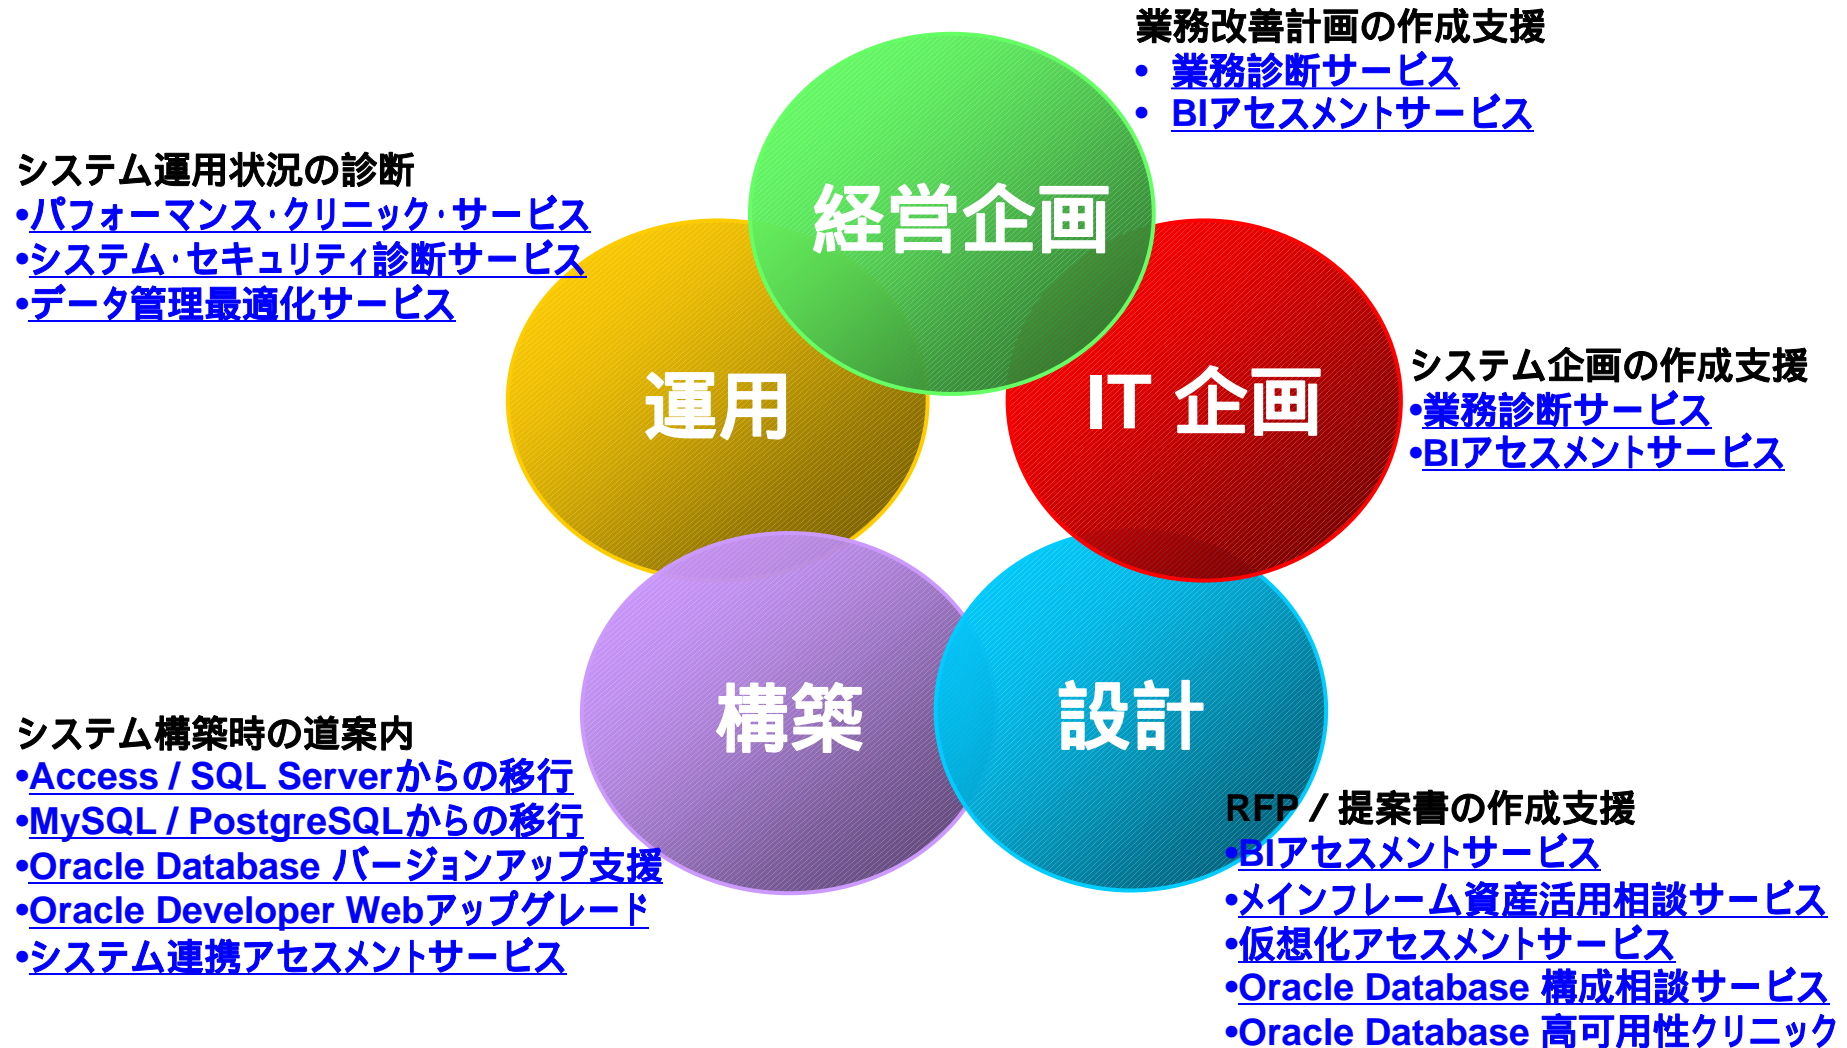 業務改善計画の作成支援
• 業務診断サービス
• BIアセスメントサービス
システム運用状況の診断
•パフォーマンス・クリニック・サービス
•システム・セキュリティ診断サービス
•データ管理最適化サービス
経営企画
運用
IT 企画
システム企画の作成支援
•業務診断サービス
•BIアセスメントサービス
構築
設計
システム構築時の道案内
•Access / SQL Serverからの移行
•MySQL / PostgreSQLからの移行
•Oracle Database バージョンアップ支援
•Oracle Developer Webアップグレード
•システム連携アセスメントサービス
RFP / 提案書の作成支援
•BIアセスメントサービス
•メインフレーム資産活用相談サービス
•仮想化アセスメントサービス
•Oracle Database 構成相談サービス
•Oracle Database 高可用性クリニック